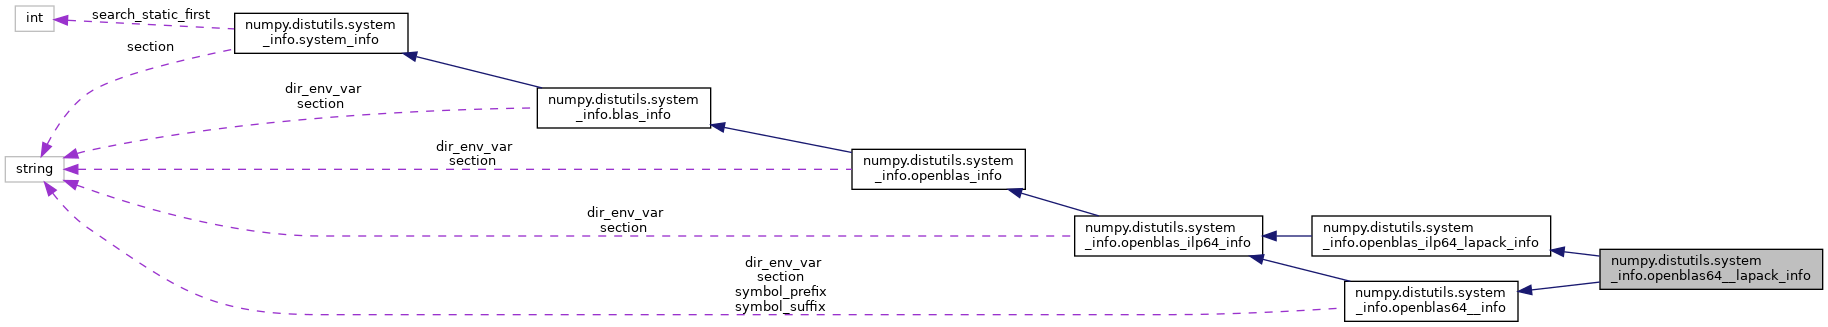 int
search_static_first
numpy.distutils.system
_info.system_info
section
dir_env_var
section
numpy.distutils.system
_info.blas_info
dir_env_var
section
numpy.distutils.system
_info.openblas_info
string
dir_env_var
section
numpy.distutils.system
_info.openblas_ilp64_info
numpy.distutils.system
_info.openblas_ilp64_lapack_info
numpy.distutils.system
_info.openblas64__lapack_info
dir_env_var
section
symbol_prefix
symbol_suffix
numpy.distutils.system
_info.openblas64__info